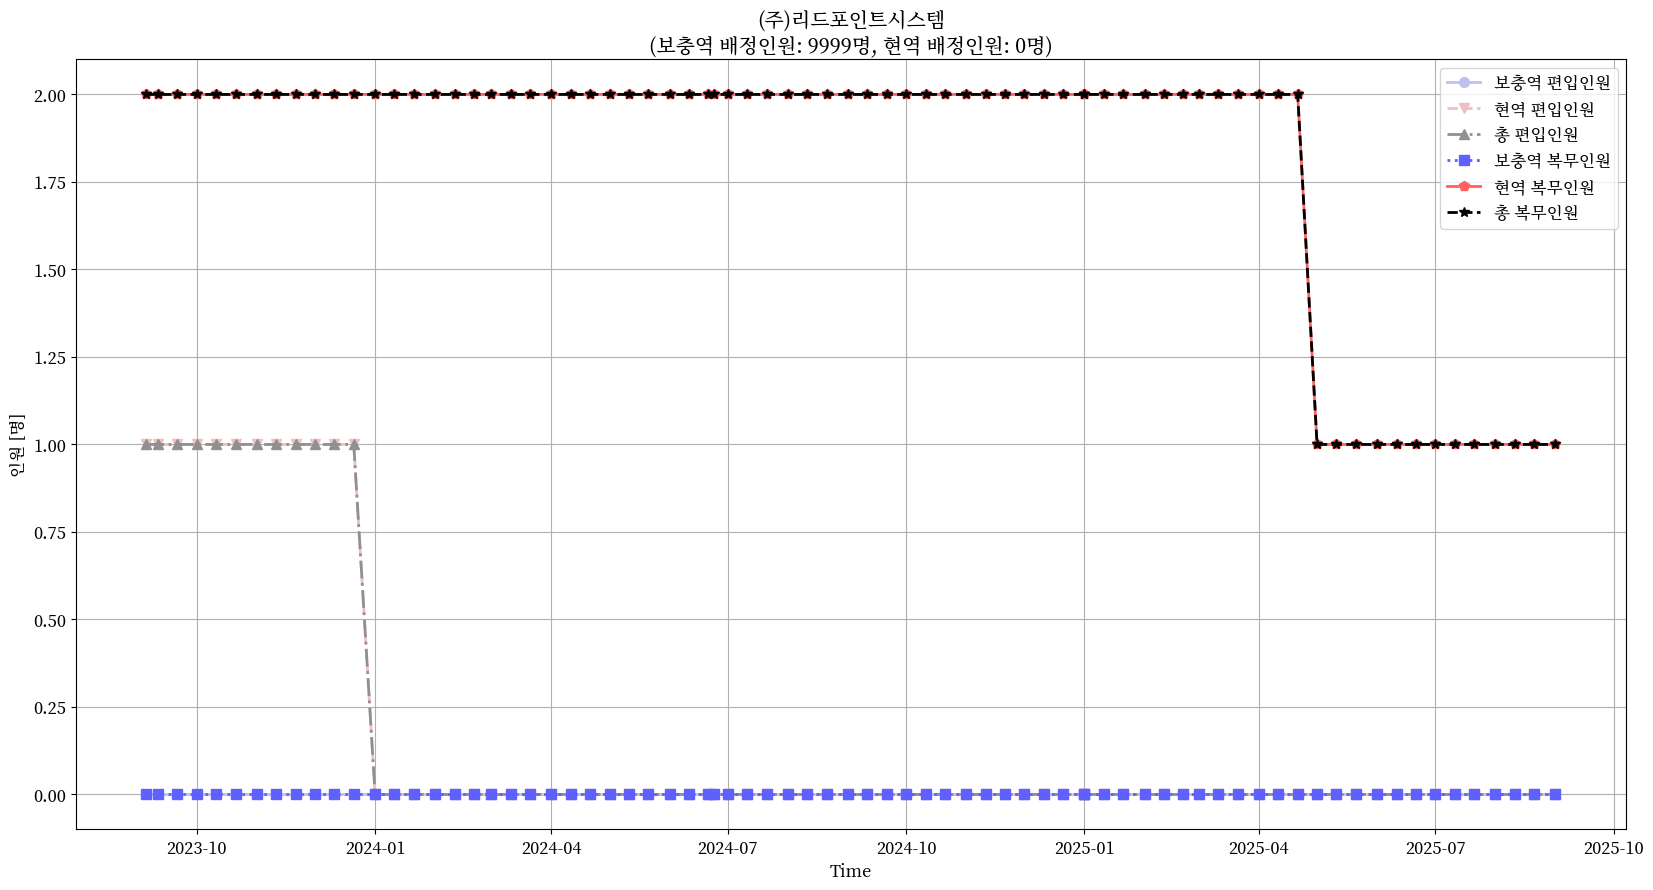 (주)리드포인트시스템
(보충역 배정인원: 9999명, 현역 배정인원: 0명)
보충역 편입인원
현역 편입인원
총 편입인원
보충역 복무인원
현역 복무인원
총 복무인원
인원 [명]
2.00
1.75
1.50
1.25
1.00
0.75
0.50
0.25
0.00
2023-10
2024-01
2024-04
2024-07
2024-10
2025-01
2025-04
2025-07
2025-10
Time